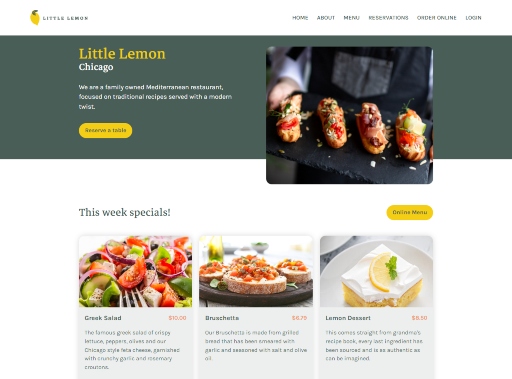 LITTLE LEMON
HOME ABOUT MENU RESERVATIONS ORDER ONLINE LOGIN
Little Lemon
Chicago
We are a family owned Mediterranean restaurant,
focused on traditional recipes served with a modern
twist.
Reserve a table
This week specials!
Online Menu
Greek Salad $10.00
The famous greek salad of crispy
lettuce, peppers, olives and our
Chicago style feta cheese, garnished
with crunchy garlic and rosemary
croutons.
Bruschetta $9.79
Our Bruschetta is made from grilled
bread that has been smeared with
garlic and seasoned with salt and olive
oil.
Lemon Dessert $8.50
This comes straight from grandma's
recipe book, every last ingredient has
been sourced and is as authentic as
can be imagined.